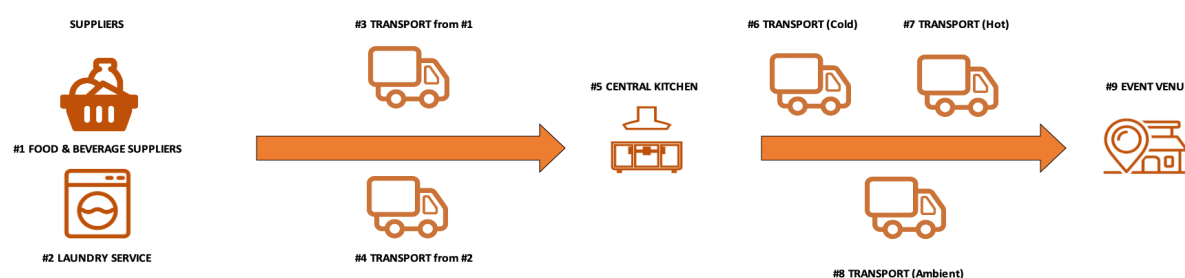 SUPPLIERS
#3 TRANSPORT from #1
#6 TRANSPORT (Cold)
#7 TRANSPORT (Hot)
#5 CENTRAL KITCHEN
#9 EVENT VENU
#1 FOOD & BEVERAGE SUPPLIERS
#2 LAUNDRY SERVICE
#4 TRANSPORT from #2
#8 TRANSPORT (Ambient)